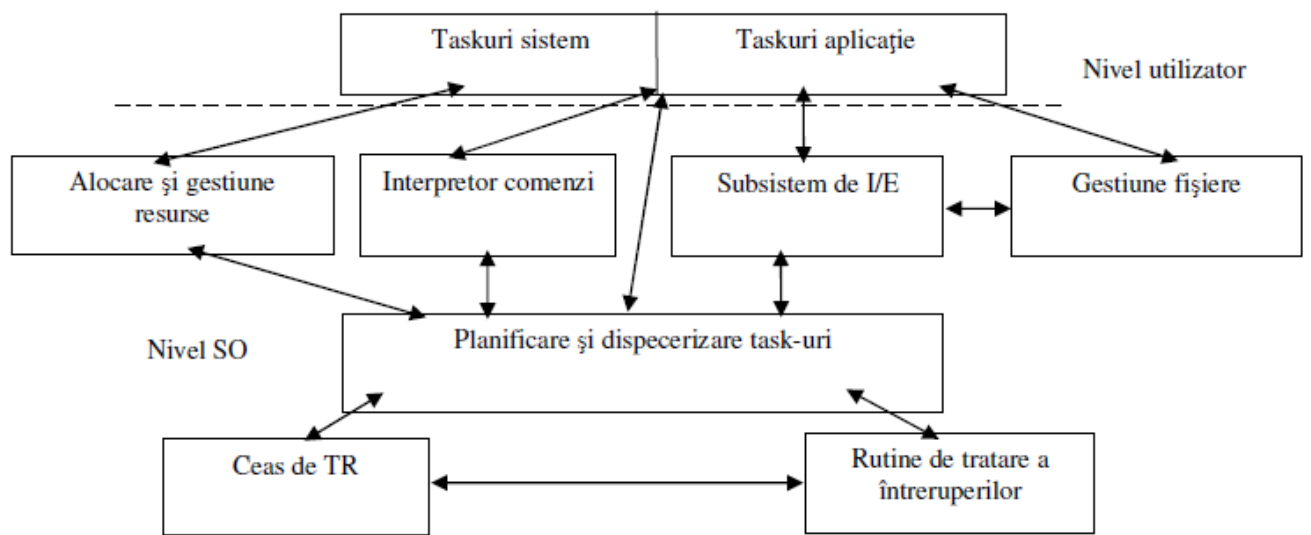 Taskuri sistem
Taskuri aplicaţie
Nivel utilizator
Alocare şi gestiune
resurse
Interpretor comenzi
Subsistem de I/E
Gestiune fişiere
Nivel SO
Planificare şi dispecerizare task-uri
Ceas de TR
Rutine de tratare a
întreruperilor